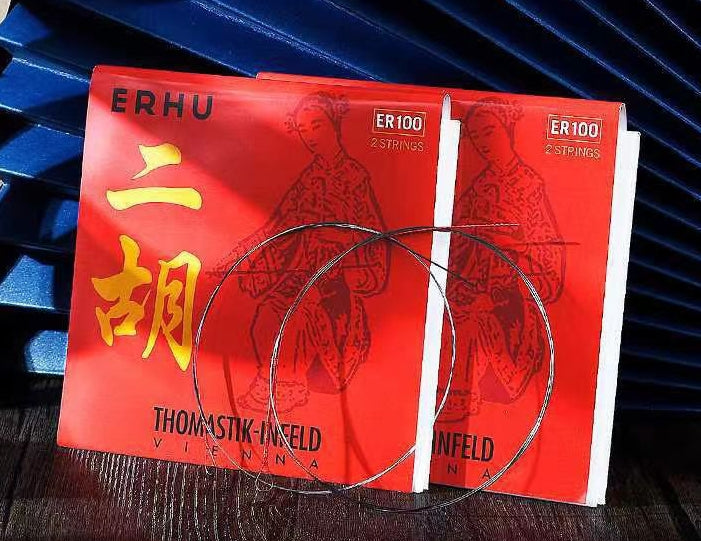 ERHU
二胡
ER100
2 STRINGS
THOMASTIK-INFELD
VIENNA
ER100
2 STRINGS
INFELD
N A